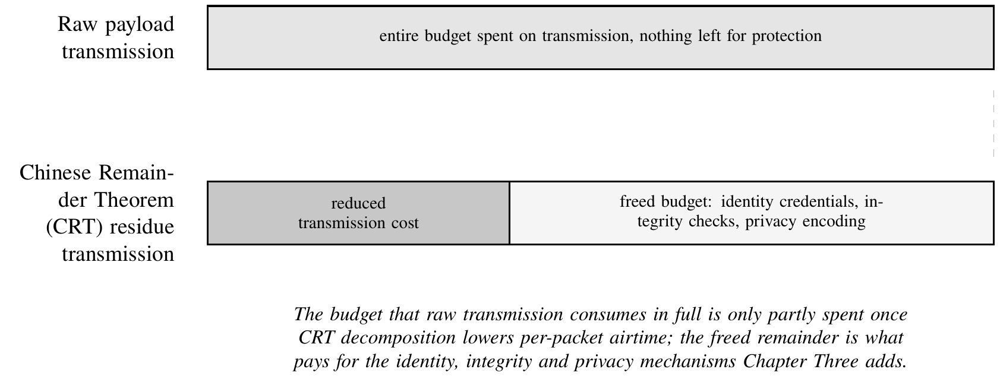 Raw payload
transmission
entire budget spent on transmission, nothing left for protection
Chinese Remain-
der Theorem
(CRT) residue
transmission
reduced
transmission cost
freed budget: identity credentials, in-
tegrity checks, privacy encoding
The budget that raw transmission consumes in full is only partly spent once
CRT decomposition lowers per-packet airtime; the freed remainder is what
pays for the identity, integrity and privacy mechanisms Chapter Three adds.